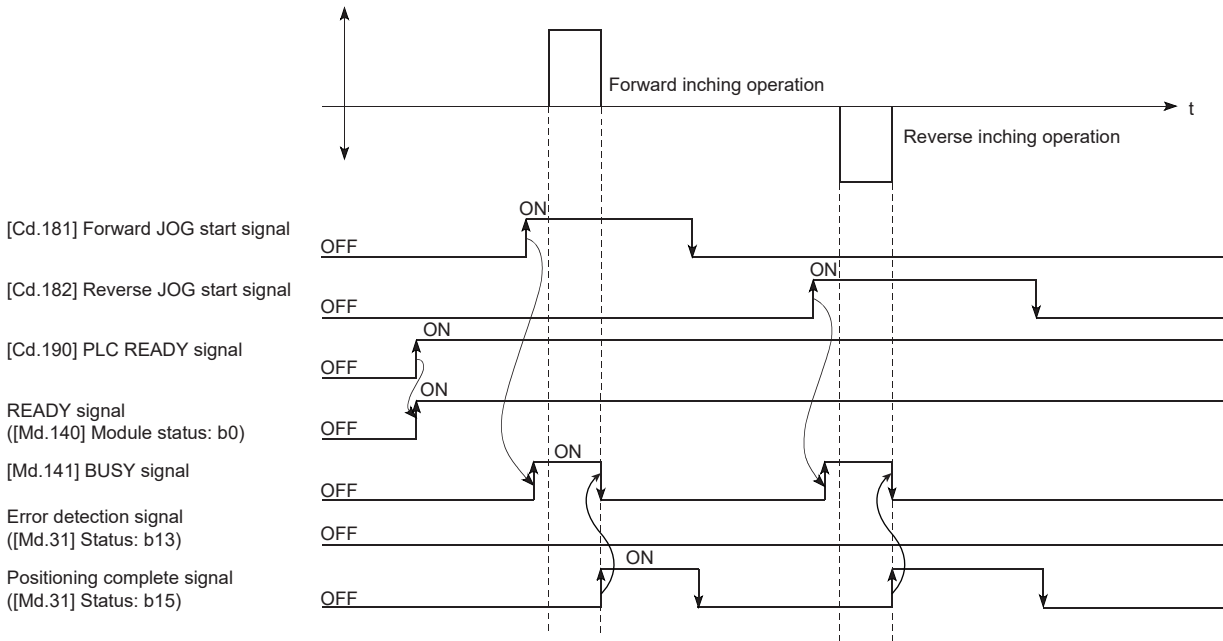 Forward inching operation
t
Reverse inching operation
ON
[Cd.181] Forward JOG start signal
OFF
ON
[Cd.182] Reverse JOG start signal
OFF
ON
[Cd.190] PLC READY signal
OFF
ON
READY signal
([Md.140] Module status: b0)
OFF
ON
[Md.141] BUSY signal
OFF
Error detection signal
([Md.31] Status: b13)
OFF
ON
Positioning complete signal
([Md.31] Status: b15)
OFF